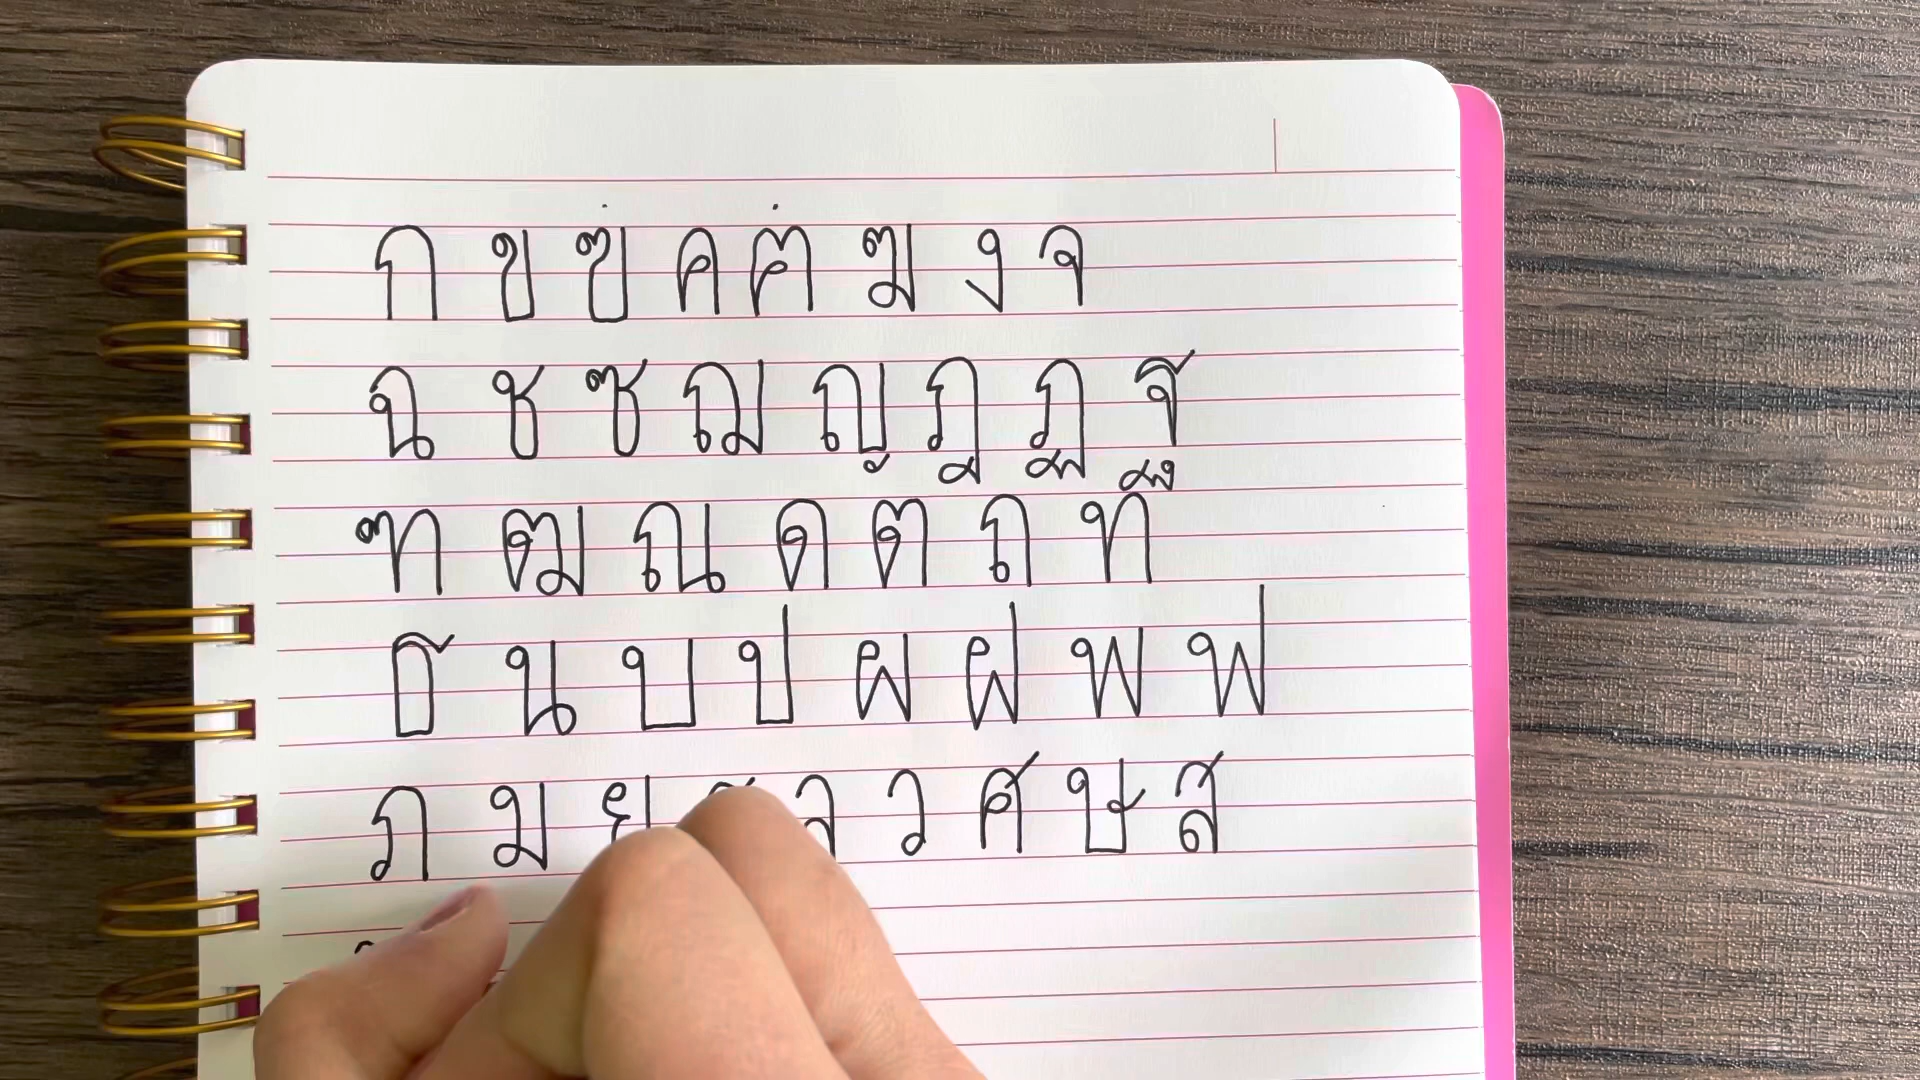 ก ข ฃ ค ฅ ฆ ง จ
ฉ ช ซ ฌ ญ ฎ ฏ ฐ
ฑ ฒ ณ ด ต ถ ท
ธ น บ ป ผ ฝ พ ฟ
ภ ม ย ล ว ศ ษ ส